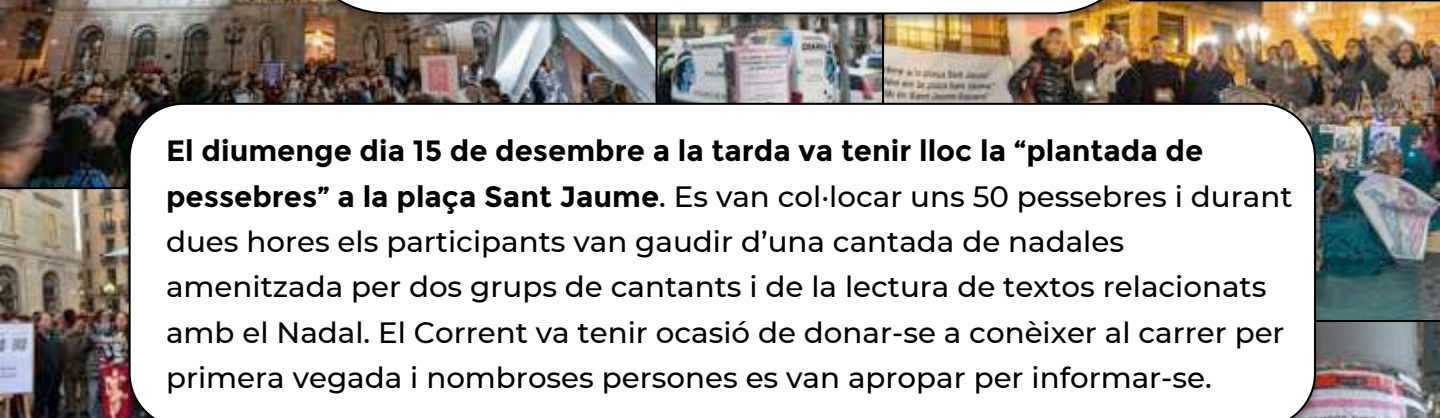 El diumenge dia 15 de desembre a la tarda va tenir lloc la “plantada de
pessebres” a la plaça Sant Jaume. Es van col·locar uns 50 pessebres i durant
dues hores els participants van gaudir d’una cantada de nadales
amenitzada per dos grups de cantants i de la lectura de textos relacionats
amb el Nadal. El Corrent va tenir ocasió de donar-se a conèixer al carrer per
primera vegada i nombroses persones es van apropar per informar-se.